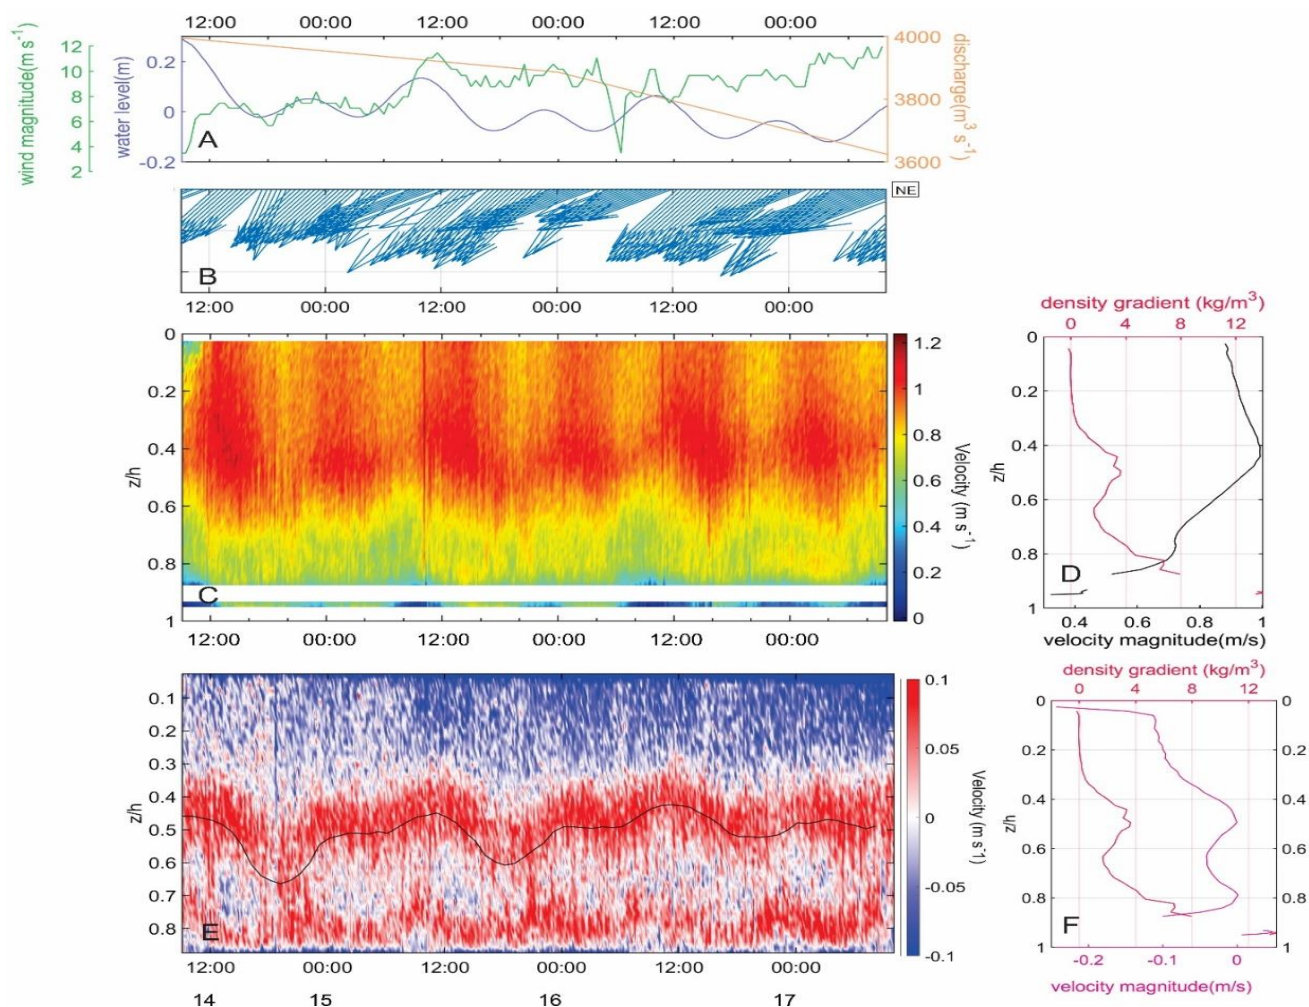 12:00 00:00 12:00 00:00 12:00 00:00
wind magnitude(m s-1)
12
10
8
6
4
2
water level(m)
0.2
0
-0.2
A
4000
3800
3600
discharge(m3 s-1)
NE
B
12:00 00:00 12:00 00:00 12:00 00:00
z/h
0
0.2
0.4
0.6
0.8
1
C
1.2
1
0.8
0.6
0.4
0.2
0
Velocity (m s-1)
12:00 00:00 12:00 00:00 12:00 00:00
density gradient (kg/m3)
0 4 8 12
z/h
0
0.2
0.4
0.6
0.8
1
D
0.4 0.6 0.8 1
velocity magnitude(m/s)
z/h
0.1
0.2
0.3
0.4
0.5
0.6
0.7
0.8
E
0.1
0.05
0
-0.05
-0.1
Velocity (m s-1)
12:00 00:00 12:00 00:00 12:00 00:00
14 15 16 17
density gradient (kg/m3)
0 4 8 12
0
0.2
0.4
0.6
0.8
1
z/h
0
0.2
0.4
0.6
0.8
1
F
-0.2 -0.1 0
velocity magnitude(m/s)